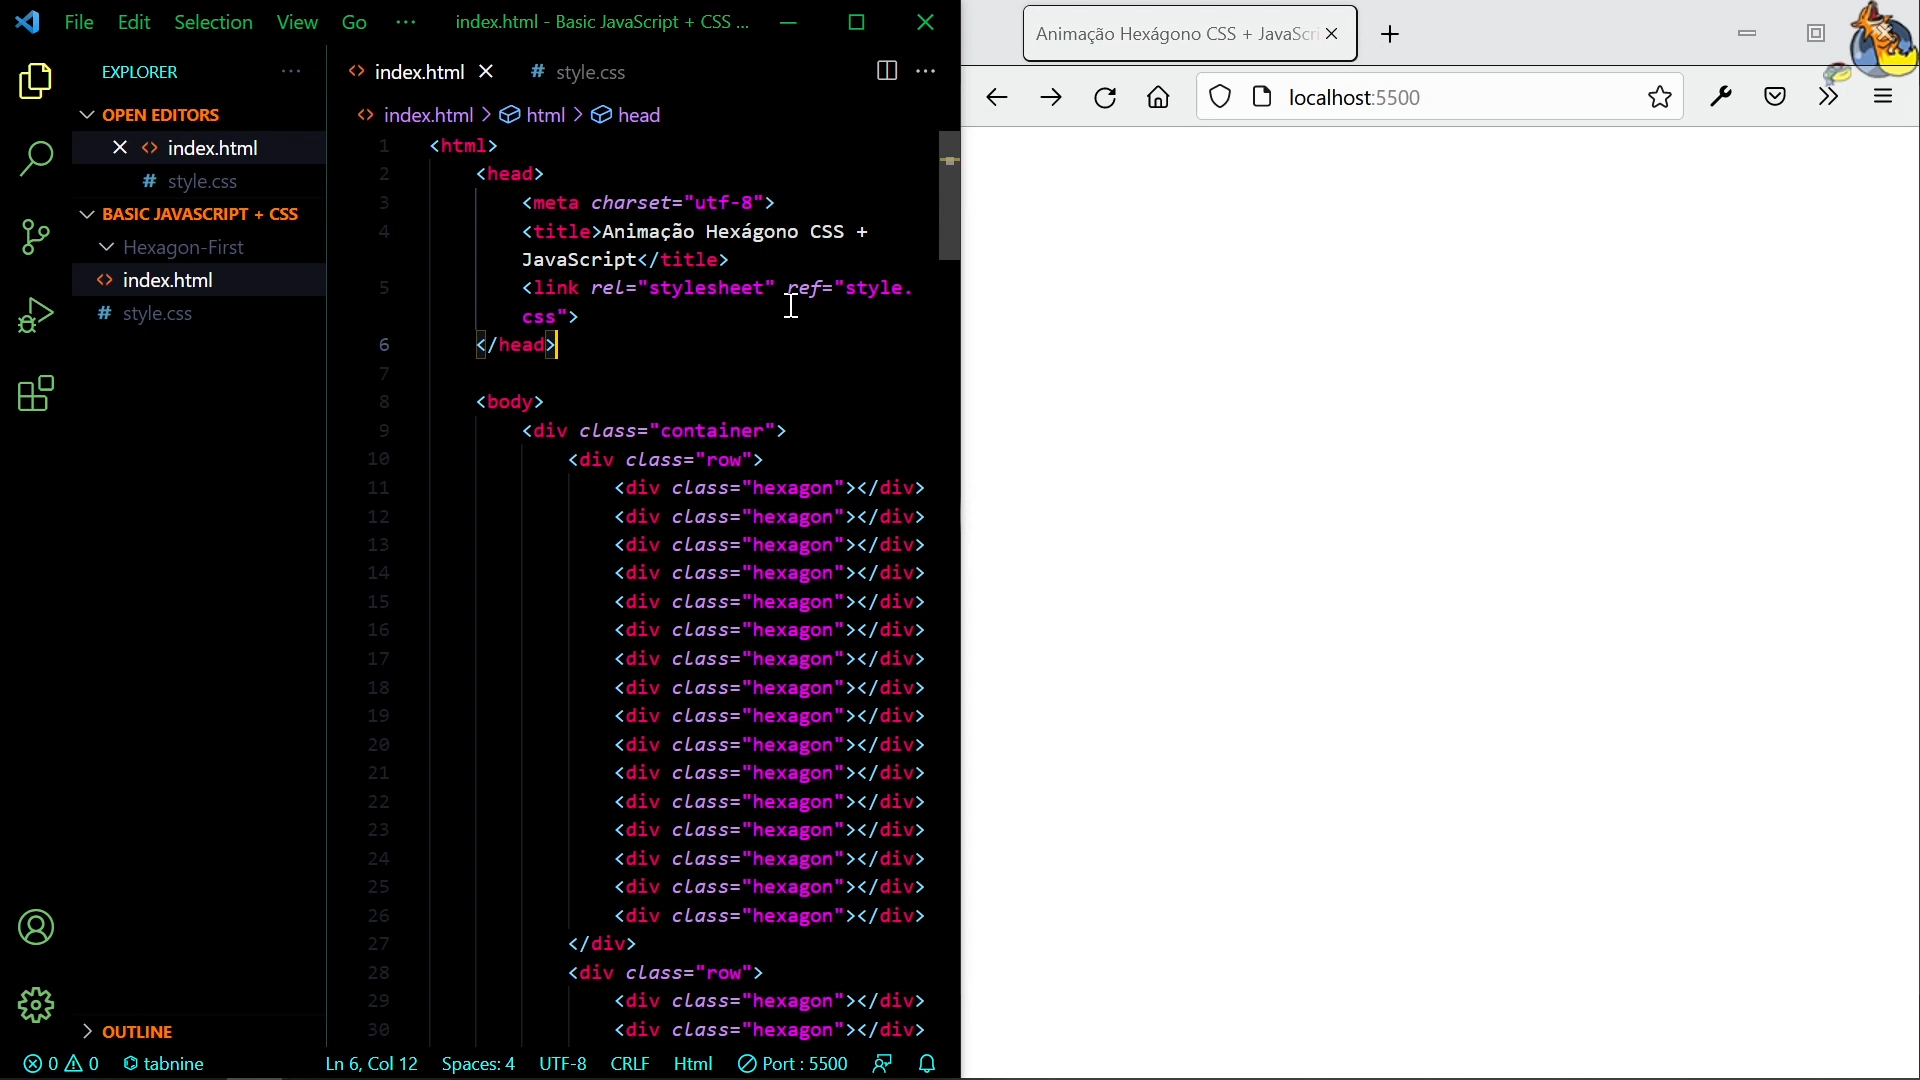 File Edit Selection View Go ··· index.html - Basic JavaScript + CSS ...
EXPLORER ···
OPEN EDITORS
index.html
# style.css
BASIC JAVASCRIPT + CSS
Hexagon-First
<> index.html
# style.css
OUTLINE
<> index.html # style.css
<> index.html > html > head
1 <html>
2 <head>
3 <meta charset="utf-8">
4 <title>Animação Hexágono CSS +
JavaScript</title>
5 <link rel="stylesheet" ref="style.
css">
6 </head>
7
8 <body>
9 <div class="container">
10 <div class="row">
11 <div class="hexagon"></div>
12 <div class="hexagon"></div>
13 <div class="hexagon"></div>
14 <div class="hexagon"></div>
15 <div class="hexagon"></div>
16 <div class="hexagon"></div>
17 <div class="hexagon"></div>
18 <div class="hexagon"></div>
19 <div class="hexagon"></div>
20 <div class="hexagon"></div>
21 <div class="hexagon"></div>
22 <div class="hexagon"></div>
23 <div class="hexagon"></div>
24 <div class="hexagon"></div>
25 <div class="hexagon"></div>
26 <div class="hexagon"></div>
27 </div>
28 <div class="row">
29 <div class="hexagon"></div>
30 <div class="hexagon"></div>
0 0 tabnine Ln 6, Col 12 Spaces: 4 UTF-8 CRLF Html Port : 5500
Animação Hexágono CSS + JavaScri
localhost:5500